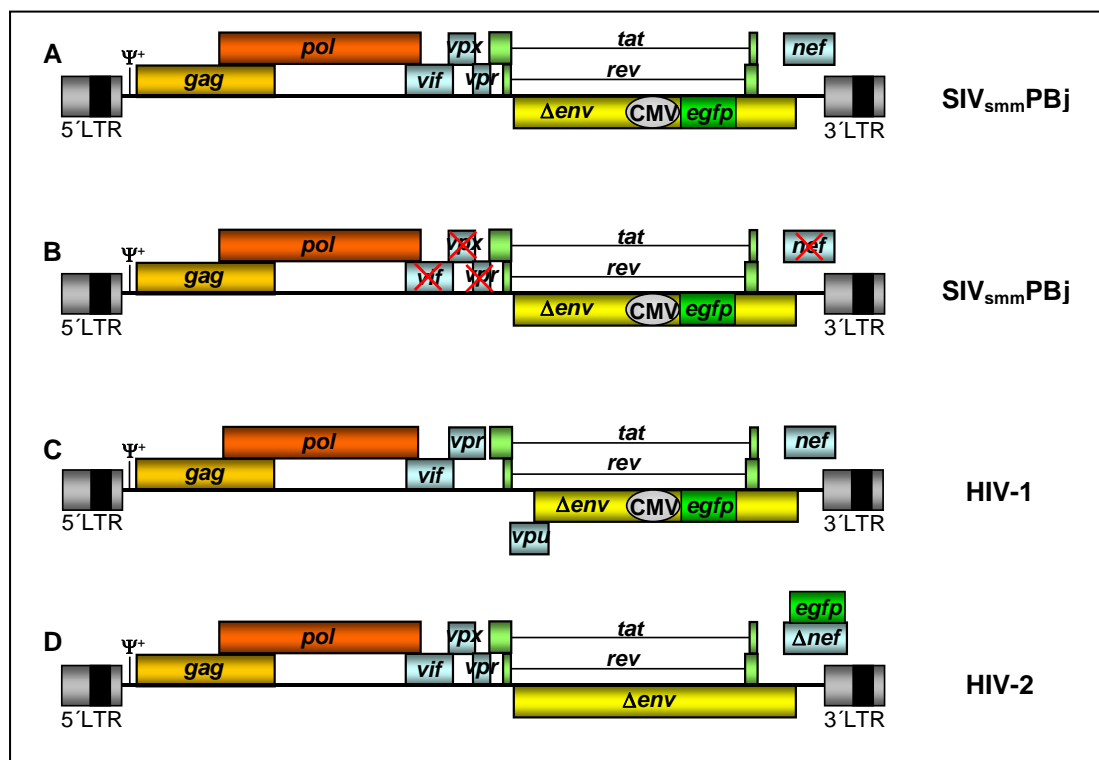 A Ψ+ pol vpx tat nef
gag vif vpr rev
SIVsmmPBj
5´LTR Δenv CMV egfp 3´LTR
B Ψ+ pol vpx tat nef
gag vif vpr rev
SIVsmmPBj
5´LTR Δenv CMV egfp 3´LTR
C Ψ+ pol vpr tat nef
gag vif rev
HIV-1
5´LTR Δenv CMV egfp 3´LTR
vpu
egfp
D Ψ+ pol vpx tat Δnef
gag vif vpr rev
HIV-2
5´LTR Δenv 3´LTR